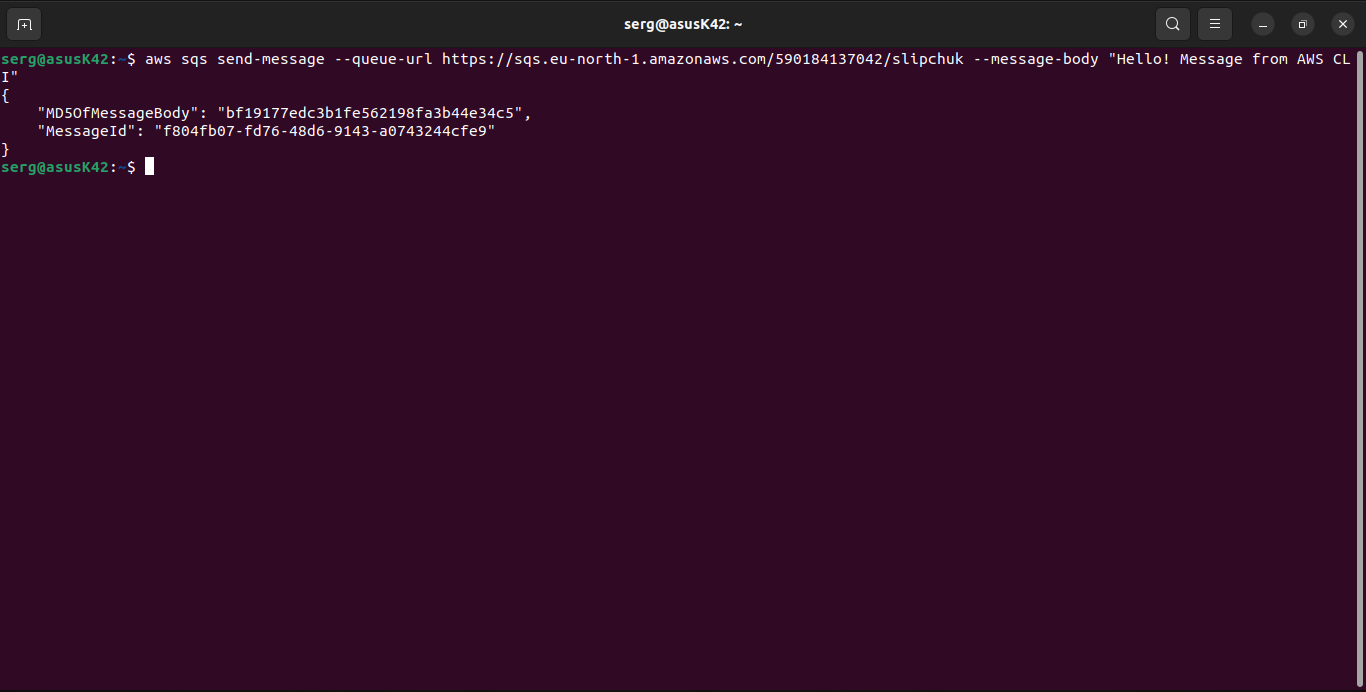 serg@asusK42: ~
serg@asusK42:~$ aws sqs send-message --queue-url https://sqs.eu-north-1.amazonaws.com/590184137042/slipchuk --message-body "Hello! Message from AWS CL
I"
{
    "MD5OfMessageBody": "bf19177edc3b1fe562198fa3b44e34c5",
    "MessageId": "f804fb07-fd76-48d6-9143-a0743244cfe9"
}
serg@asusK42:~$